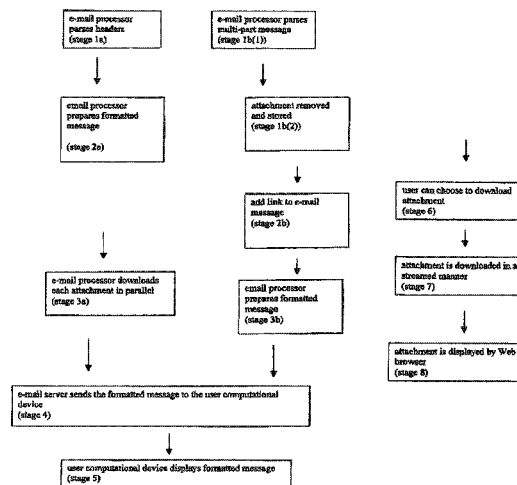 e-mail processor
parses headers
(stage 1a)
e-mail processor parses
multi-part message
(stage 1b(1))
email processor
prepares formatted
message
(stage 2a)
attachment removed
and stored
(stage 1b(2))
add link to e-mail
message
(stage 2b)
e-mail processor downloads
each attachment in parallel
(stage 3a)
email processor
prepares formatted
message
(stage 3b)
e-mail server sends the formatted message to the user computational
device
(stage 4)
user computational device displays formatted message
(stage 5)
user can choose to download
attachment
(stage 6)
attachment is downloaded in a
streamed manner
(stage 7)
attachment is displayed by Web
browser
(stage 8)